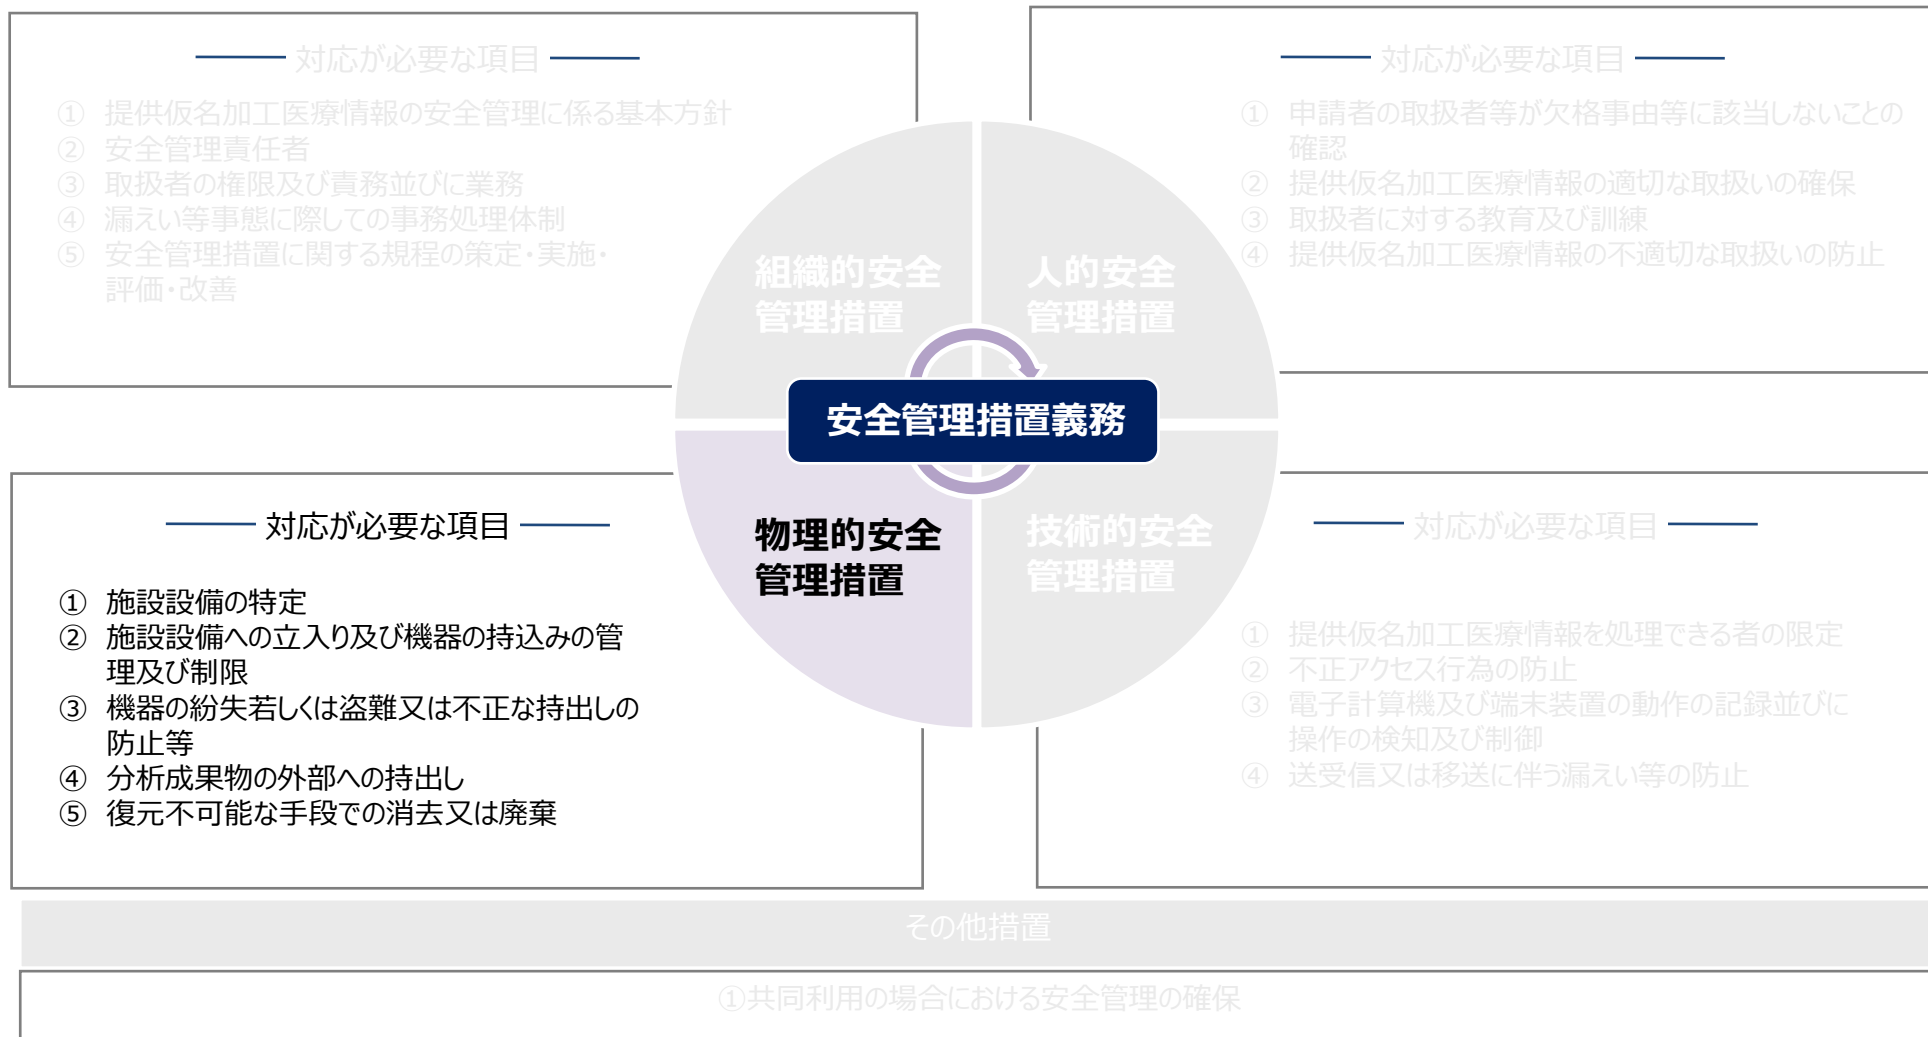 対応が必要な項目
① 提供仮名加工医療情報の安全管理に係る基本方針
② 安全管理責任者
③ 取扱者の権限及び責務並びに業務
④ 漏えい等事態に際しての事務処理体制
⑤ 安全管理措置に関する規程の策定・実施・
評価・改善
対応が必要な項目
① 申請者の取扱者等が欠格事由等に該当しないことの
確認
② 提供仮名加工医療情報の適切な取扱いの確保
③ 取扱者に対する教育及び訓練
④ 提供仮名加工医療情報の不適切な取扱いの防止
組織的安全
管理措置
人的安全
管理措置
安全管理措置義務
物理的安全
管理措置
技術的安全
管理措置
対応が必要な項目
① 施設設備の特定
② 施設設備への立入り及び機器の持込みの管
理及び制限
③ 機器の紛失若しくは盗難又は不正な持出しの
防止等
④ 分析成果物の外部への持出し
⑤ 復元不可能な手段での消去又は廃棄
対応が必要な項目
① 提供仮名加工医療情報を処理できる者の限定
② 不正アクセス行為の防止
③ 電子計算機及び端末装置の動作の記録並びに
操作の検知及び制御
④ 送受信又は移送に伴う漏えい等の防止
その他措置
①共同利用の場合における安全管理の確保